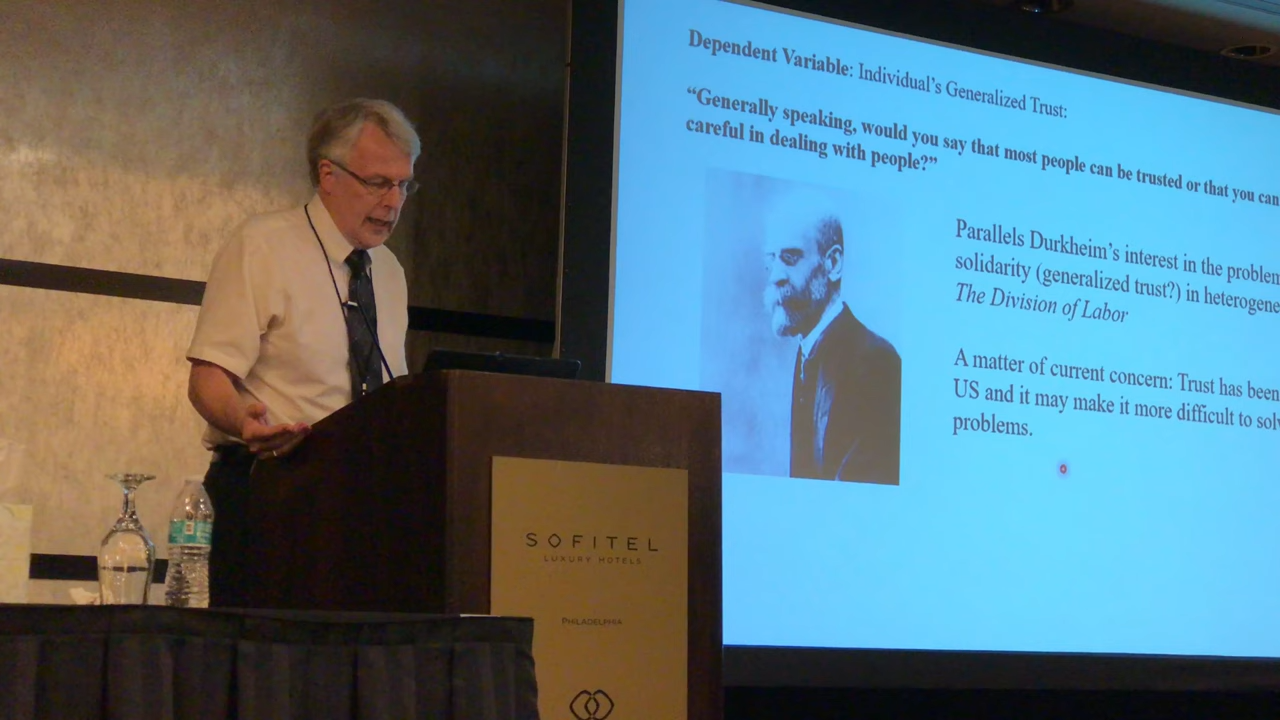 Dependent Variable: Individual's Generalized Trust:
“Generally speaking, would you say that most people can be trusted or that you can
careful in dealing with people?”
Parallels Durkheim's interest in the problem
solidarity (generalized trust?) in heterogene
The Division of Labor
A matter of current concern: Trust has been
US and it may make it more difficult to solv
problems.
SOFITEL
LUXURY HOTELS
PHILADELPHIA